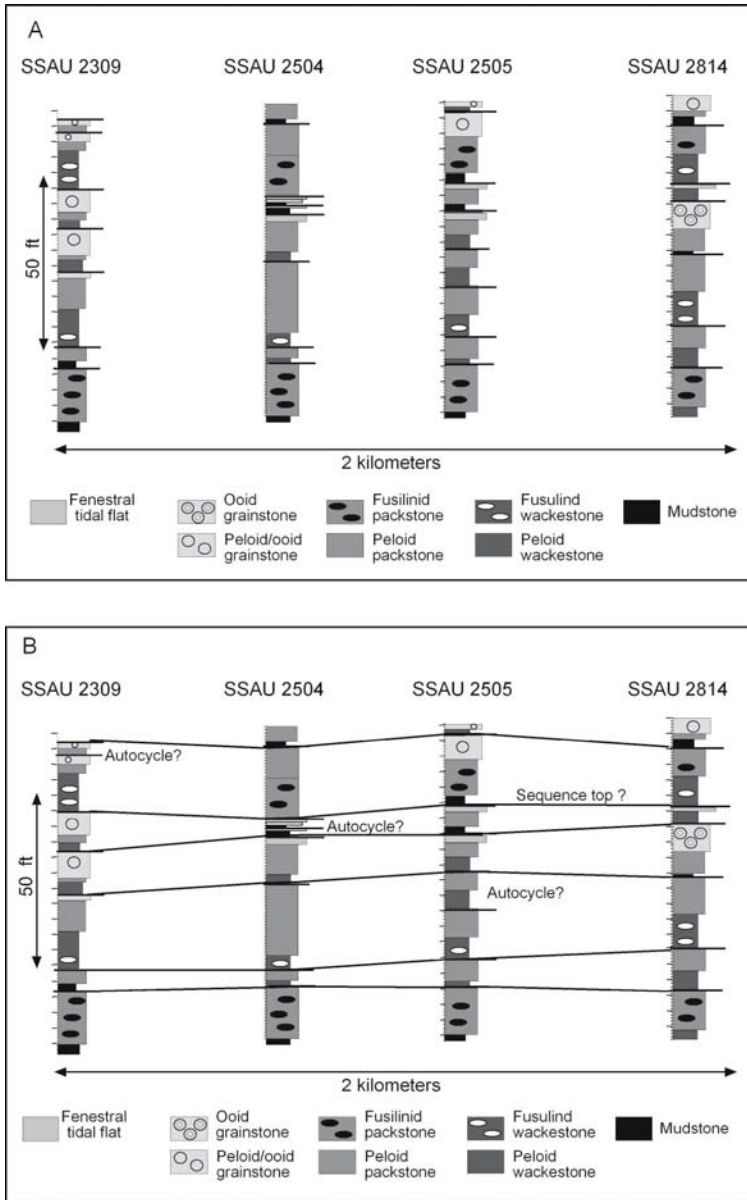 A
SSAU 2309 SSAU 2504 SSAU 2505 SSAU 2814
50 ft
2 kilometers
Fenestral tidal flat
Ooid grainstone
Fusilinid packstone
Fusulind wackestone
Mudstone
Peloid/ooid grainstone
Peloid packstone
Peloid wackestone
B
SSAU 2309 SSAU 2504 SSAU 2505 SSAU 2814
Autocycle?
Sequence top ?
Autocycle?
50 ft
Autocycle?
2 kilometers
Fenestral tidal flat
Ooid grainstone
Fusilinid packstone
Fusulind wackestone
Mudstone
Peloid/ooid grainstone
Peloid packstone
Peloid wackestone